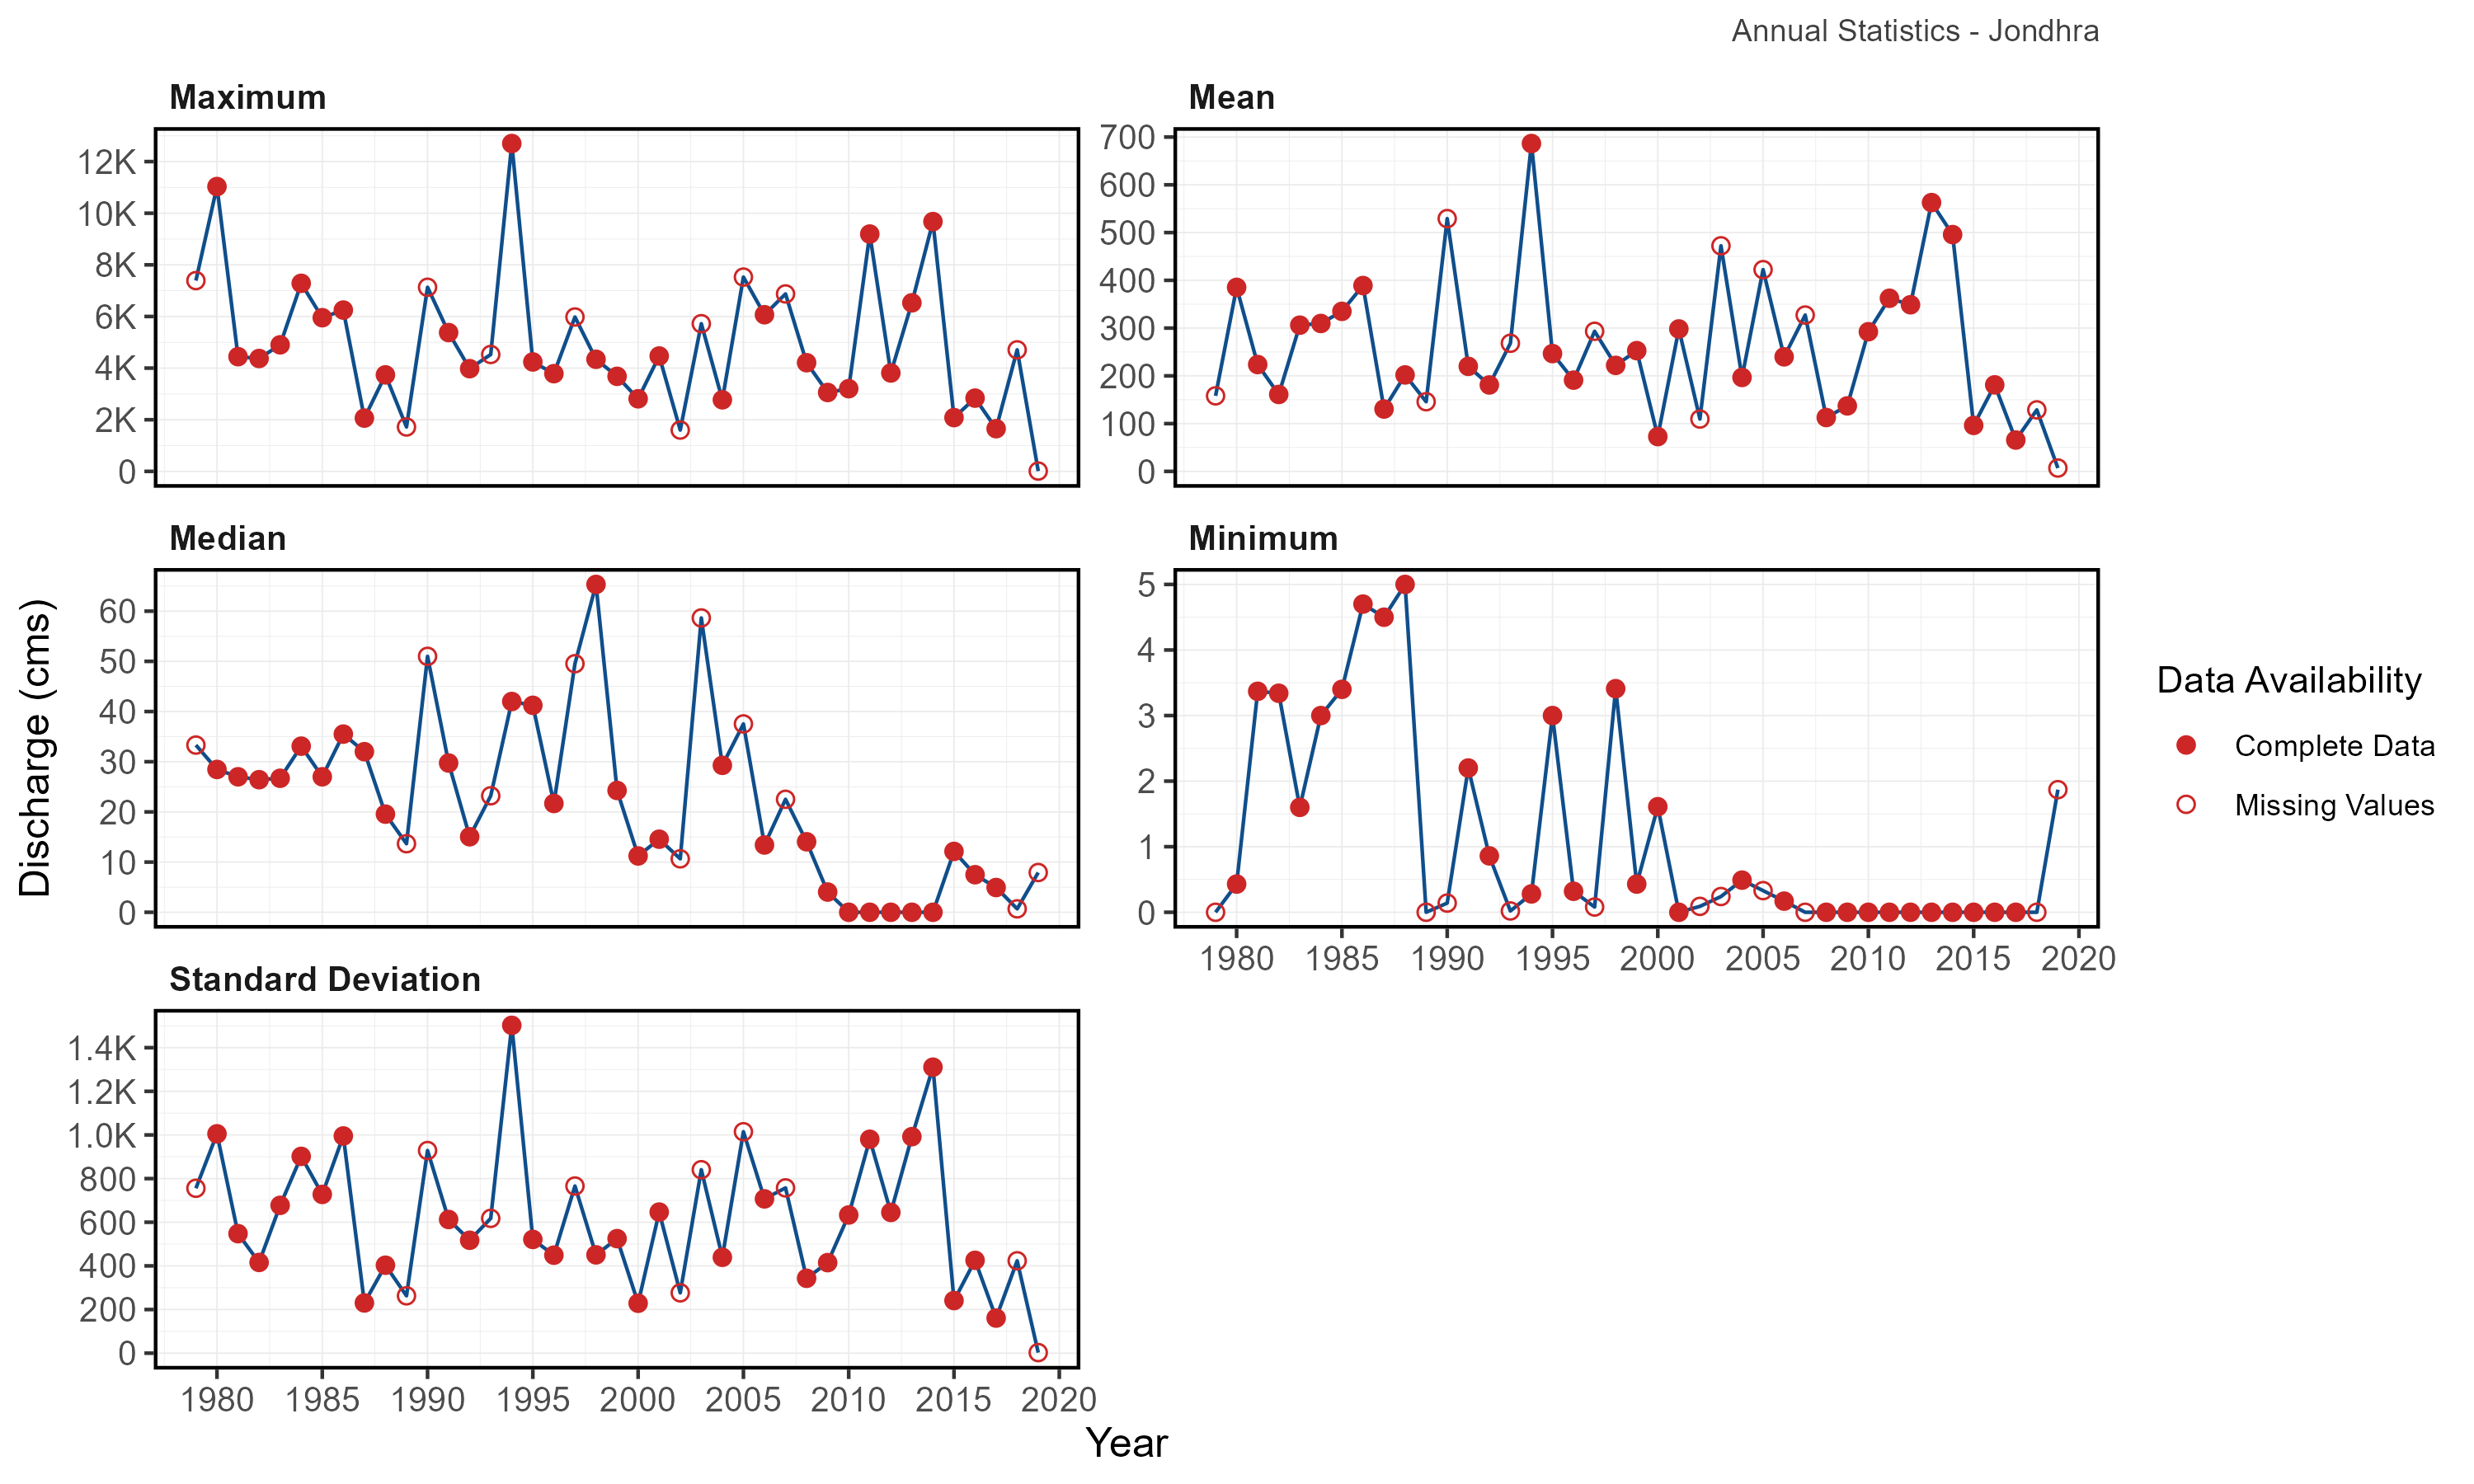 Annual Statistics - Jondhra
Maximum
12K
10K
8K
6K
4K
2K
0
Mean
700
600
500
400
300
200
100
0
Median
60
50
40
30
20
10
0
Minimum
5
4
3
2
1
0
1980 1985 1990 1995 2000 2005 2010 2015 2020
Standard Deviation
1.4K
1.2K
1.0K
800
600
400
200
0
1980 1985 1990 1995 2000 2005 2010 2015 2020
Discharge (cms)
Year
Data Availability
Complete Data
Missing Values